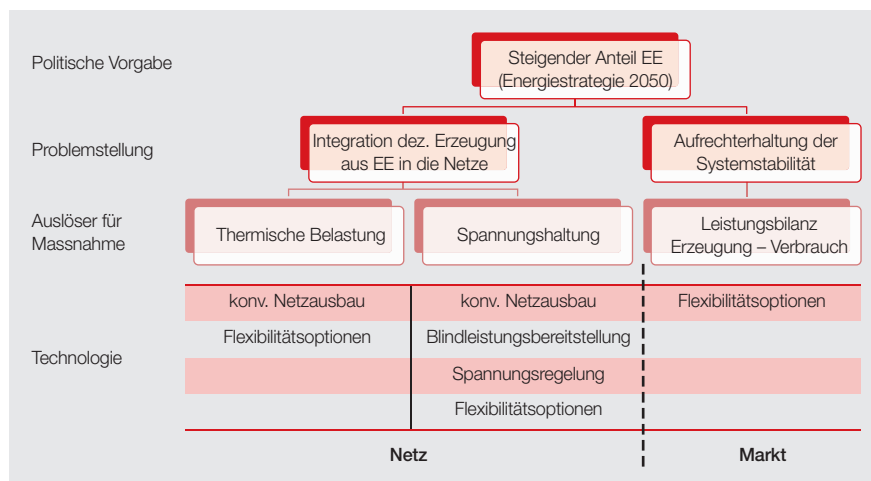 Politische Vorgabe
Steigender Anteil EE
(Energiestrategie 2050)
Problemstellung
Integration dez. Erzeugung
aus EE in die Netze
Aufrechterhaltung der
Systemstabilität
Auslöser für
Massnahme
Thermische Belastung
Spannungshaltung
Leistungsbilanz
Erzeugung – Verbrauch
Technologie
konv. Netzausbau
konv. Netzausbau
Flexibilitätsoptionen
Flexibilitätsoptionen
Blindleistungsbereitstellung
Spannungsregelung
Flexibilitätsoptionen
Netz
Markt